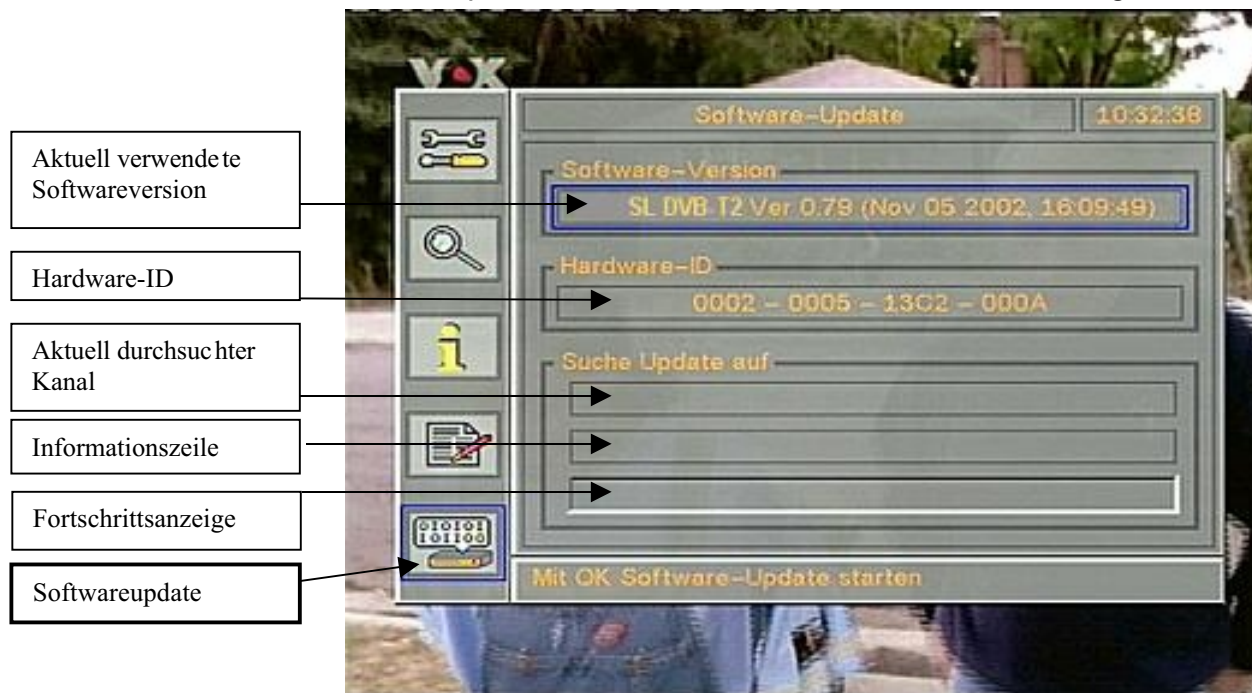 VOX
Software-Update 10:32:38
Aktuell verwendete
Softwareversion
Software-Version
SL DVB T2 Ver 0.79 (Nov 05 2002, 16:09:49)
Hardware-ID
Hardware-ID
0002 - 0005 - 13C2 - 000A
Aktuell durchsuchter
Kanal
Suche Update auf
Informationszeile
Fortschrittsanzeige
010101
101100
Softwareupdate
Mit OK Software-Update starten